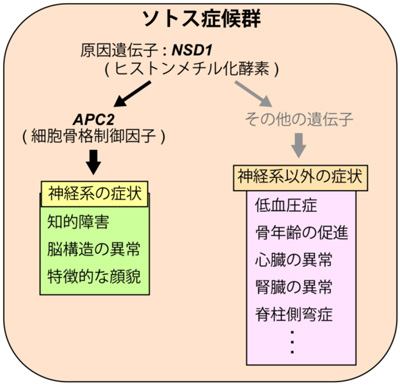 ソトス症候群
原因遺伝子 : NSD1
( ヒストンメチル化酵素 )
APC2
( 細胞骨格制御因子 )
神経系の症状
知的障害
脳構造の異常
特徴的な顔貌
その他の遺伝子
神経系以外の症状
低血圧症
骨年齢の促進
心臓の異常
腎臓の異常
脊柱側弯症
・・・